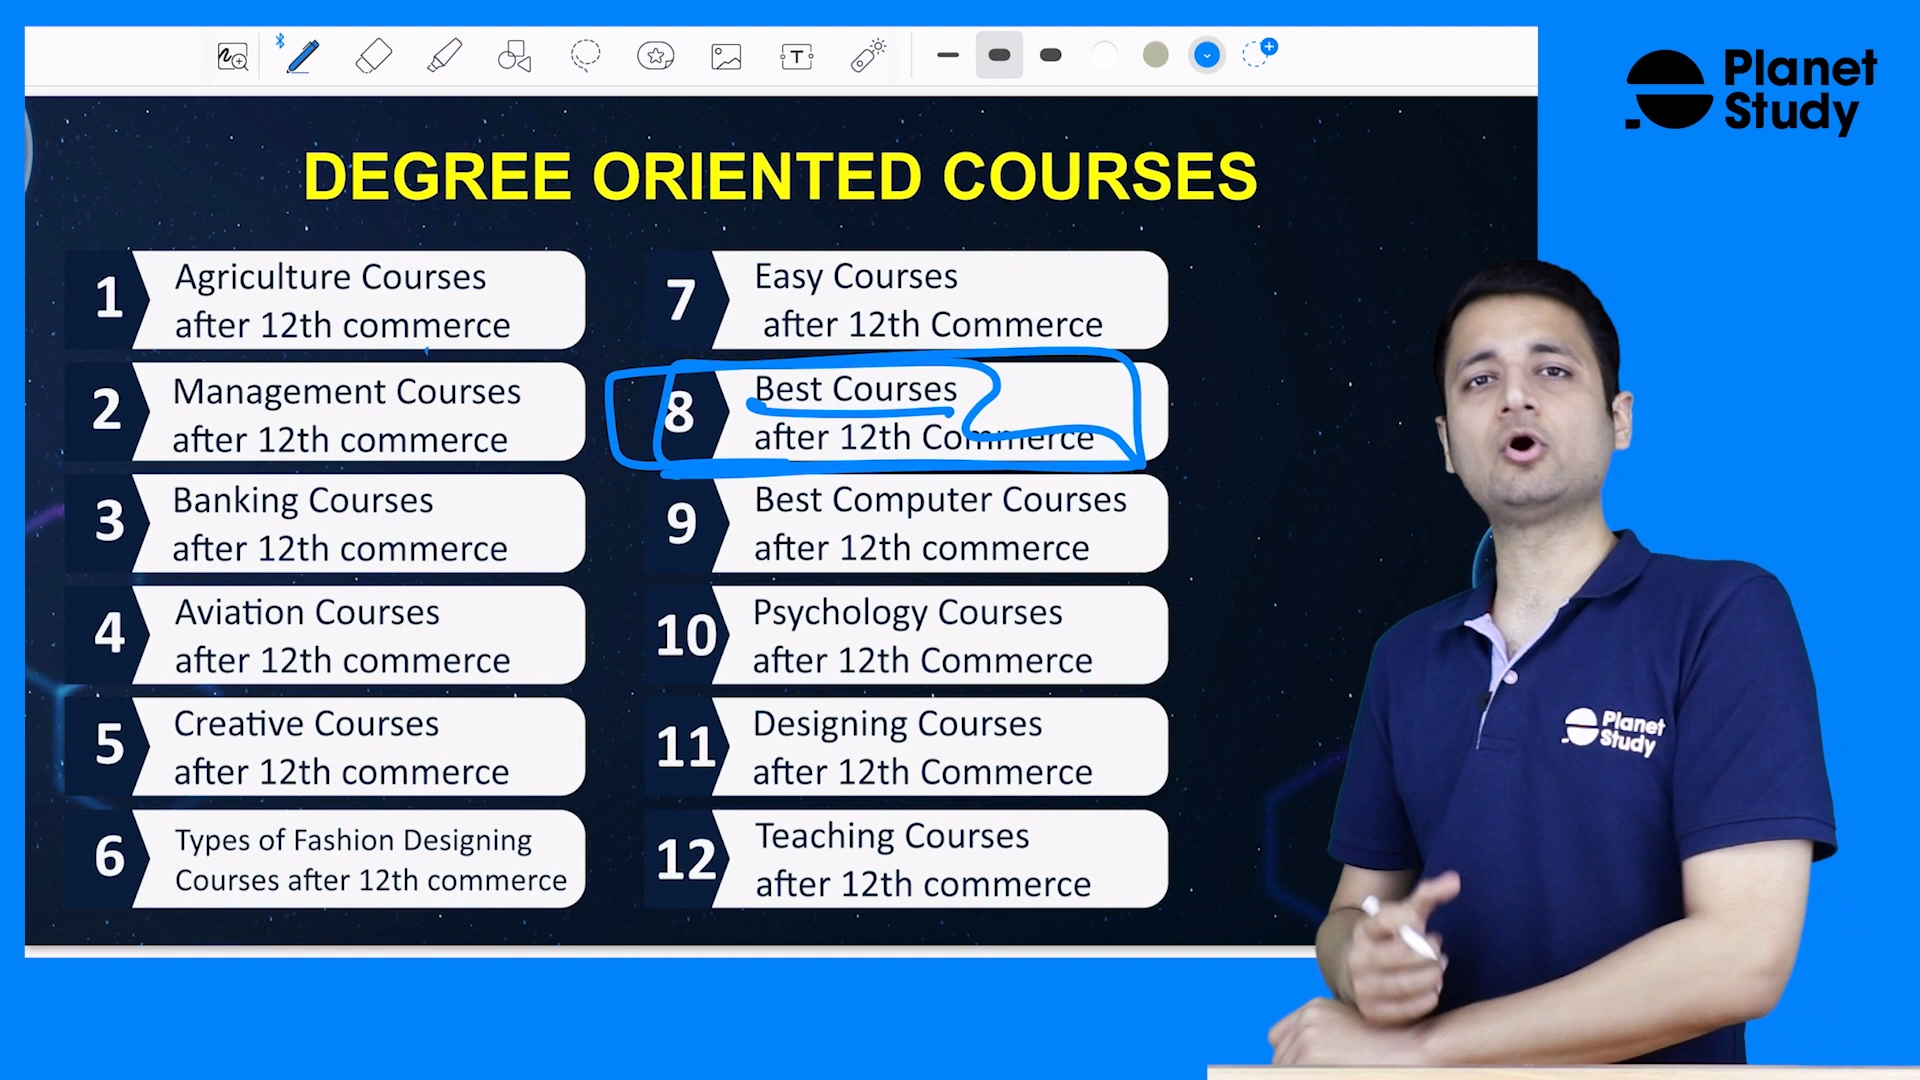 Planet
Study
DEGREE ORIENTED COURSES
1
Agriculture Courses
after 12th commerce
2
Management Courses
after 12th commerce
3
Banking Courses
after 12th commerce
4
Aviation Courses
after 12th commerce
5
Creative Courses
after 12th commerce
6
Types of Fashion Designing
Courses after 12th commerce
7
Easy Courses
after 12th Commerce
8
Best Courses
after 12th Commerce
9
Best Computer Courses
after 12th commerce
10
Psychology Courses
after 12th Commerce
11
Designing Courses
after 12th Commerce
12
Teaching Courses
after 12th commerce
Planet
Study